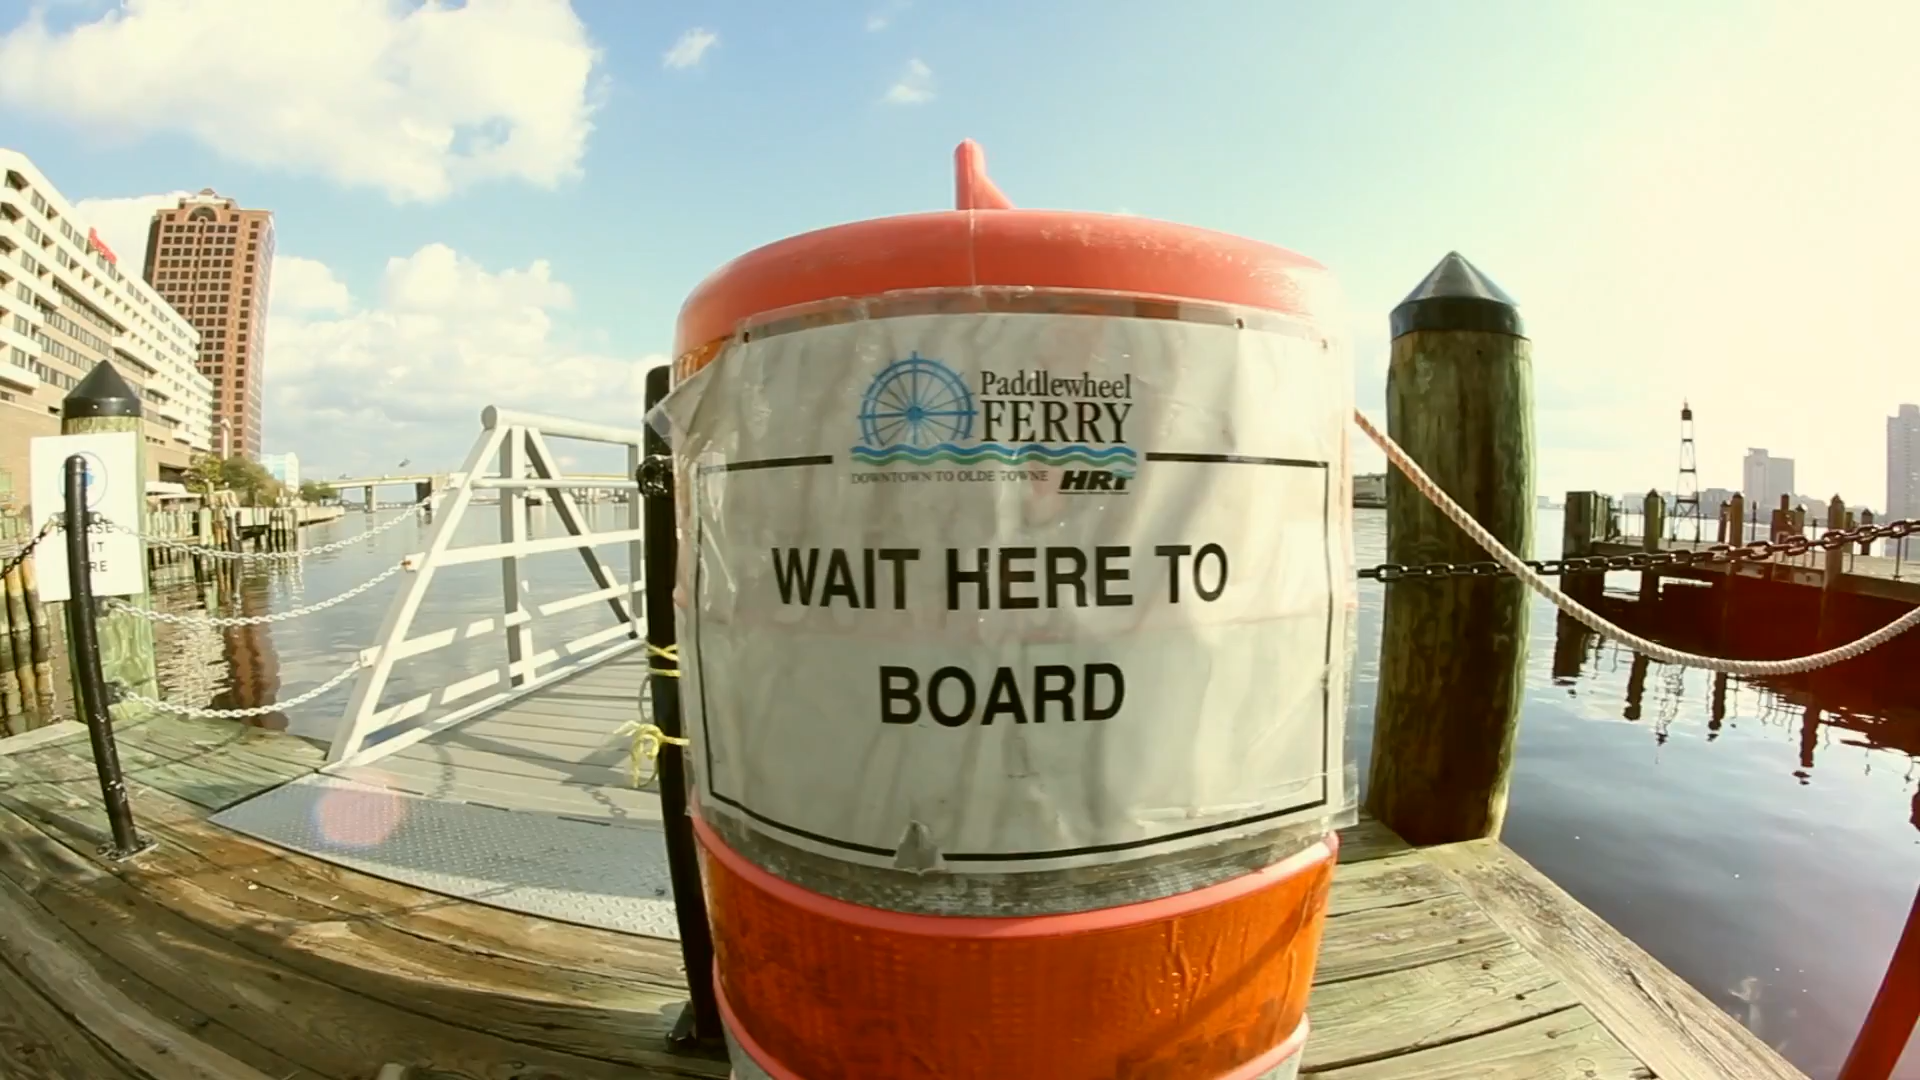 Paddlewheel
FERRY
DOWNTOWN TO OLDE TOWNE HRT
WAIT HERE TO
BOARD